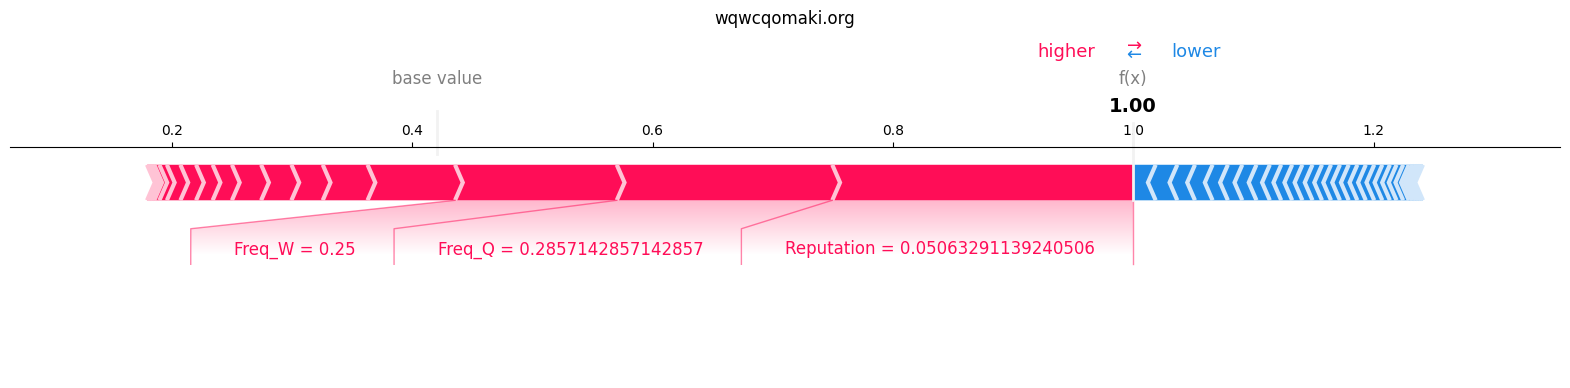 wqwcqomaki.org
higher ⇄ lower
base value f(x)
1.00
0.2 0.4 0.6 0.8 1.0 1.2
Freq_W = 0.25 Freq_Q = 0.2857142857142857 Reputation = 0.05063291139240506